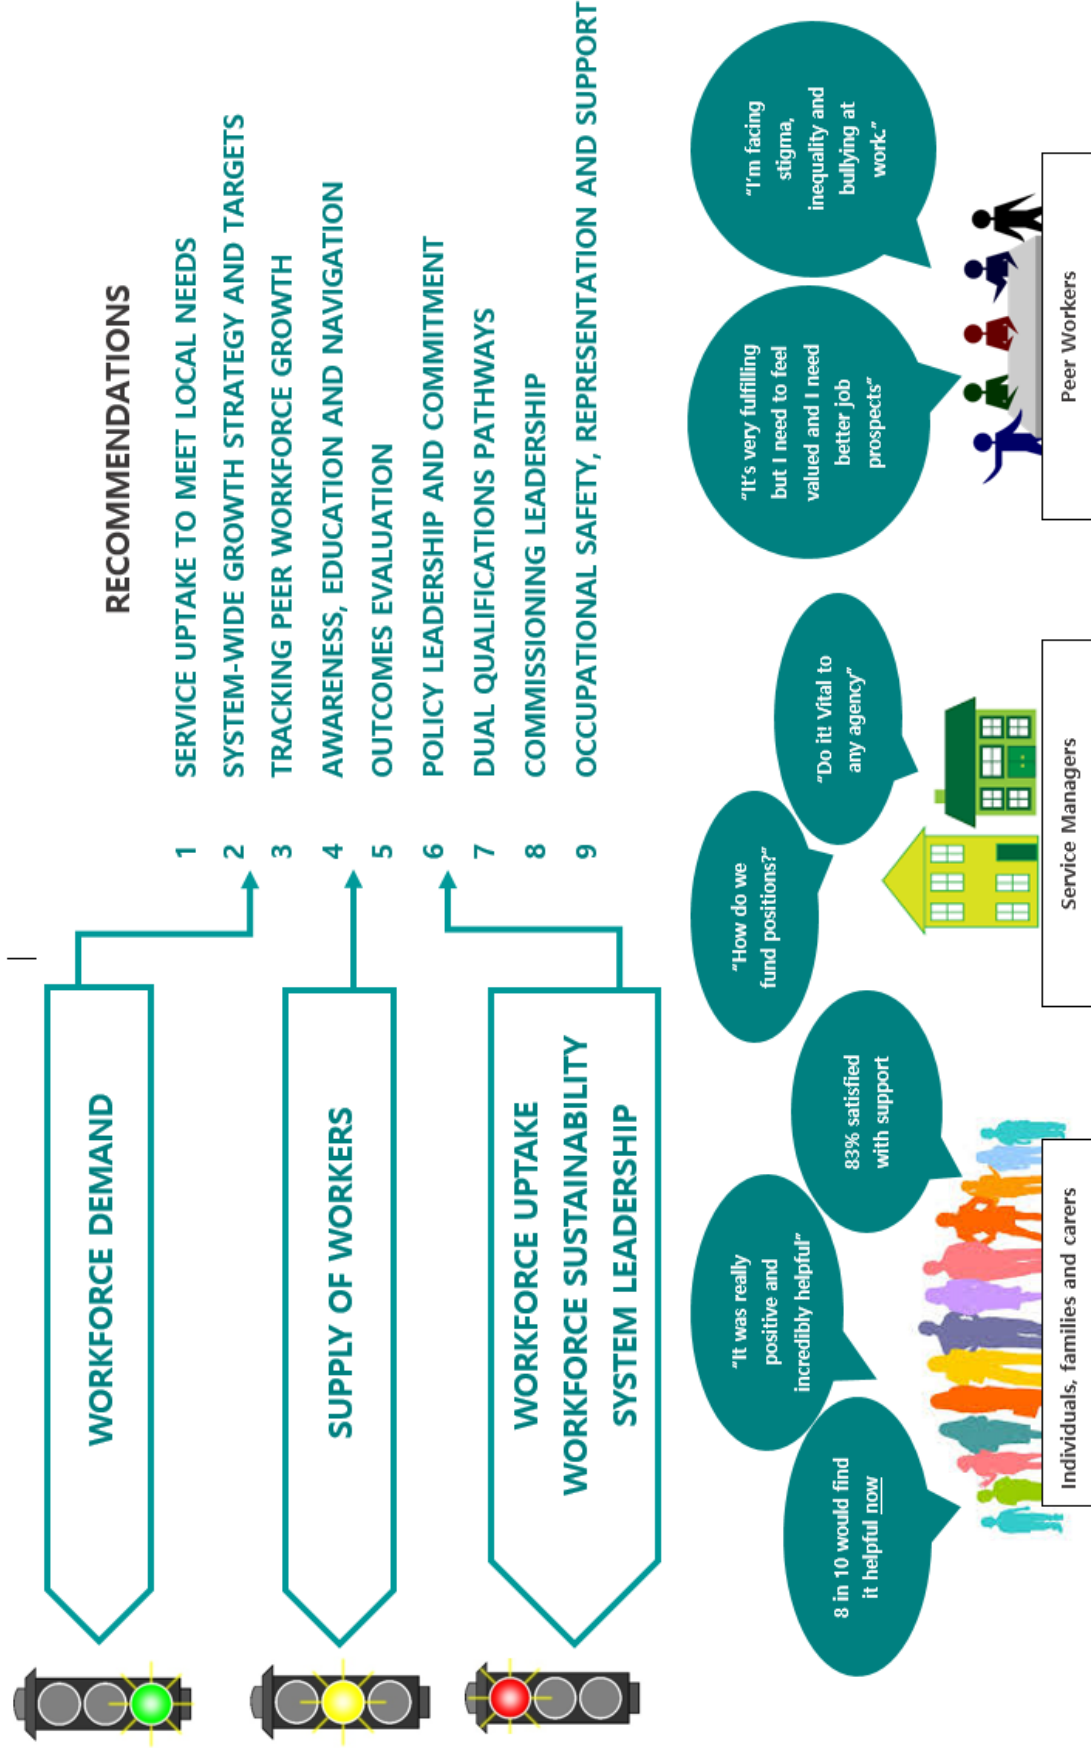 RECOMMENDATIONS
WORKFORCE DEMAND
SUPPLY OF WORKERS
WORKFORCE UPTAKE
WORKFORCE SUSTAINABILITY
SYSTEM LEADERSHIP
1 SERVICE UPTAKE TO MEET LOCAL NEEDS
2 SYSTEM-WIDE GROWTH STRATEGY AND TARGETS
3 TRACKING PEER WORKFORCE GROWTH
4 AWARENESS, EDUCATION AND NAVIGATION
5 OUTCOMES EVALUATION
6 POLICY LEADERSHIP AND COMMITMENT
7 DUAL QUALIFICATIONS PATHWAYS
8 COMMISSIONING LEADERSHIP
9 OCCUPATIONAL SAFETY, REPRESENTATION AND SUPPORT
8 in 10 would find
it helpful now
"It was really
positive and
incredibly helpful"
83% satisfied
with support
"How do we
fund positions?"
"Do it! Vital to
any agency"
"It's very fulfilling
but I need to feel
valued and I need
better job
prospects"
"I'm facing
stigma,
inequality and
bullying at
work."
Individuals, families and carers
Service Managers
Peer Workers